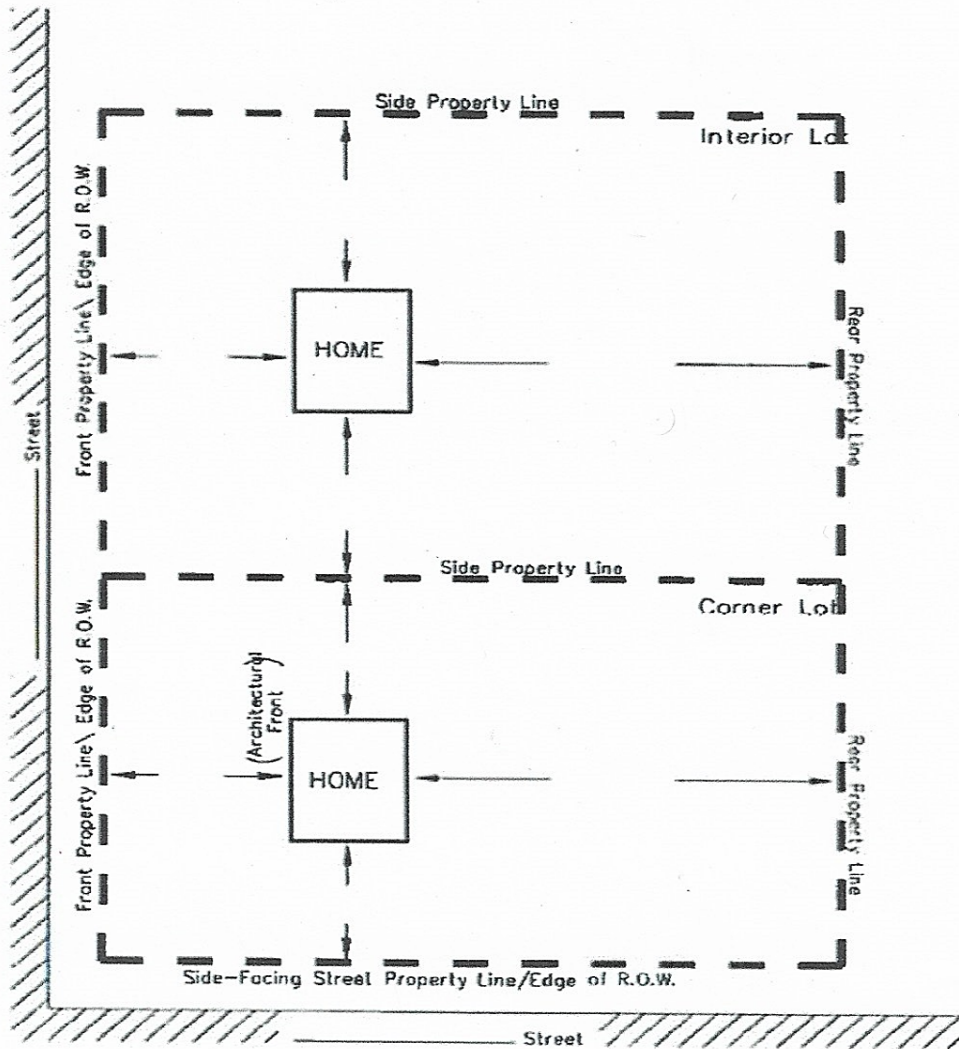 Side Property Line
Interior Lot
Front Property Line\ Edge of R.O.W.
HOME
Rear Property Line
Street
Side Property Line
Corner Lot
Front Property Line\ Edge of R.O.W.
(Architectural)
( Front
HOME
Rear Property Line
Side-Facing Street Property Line/Edge of R.O.W.
Street